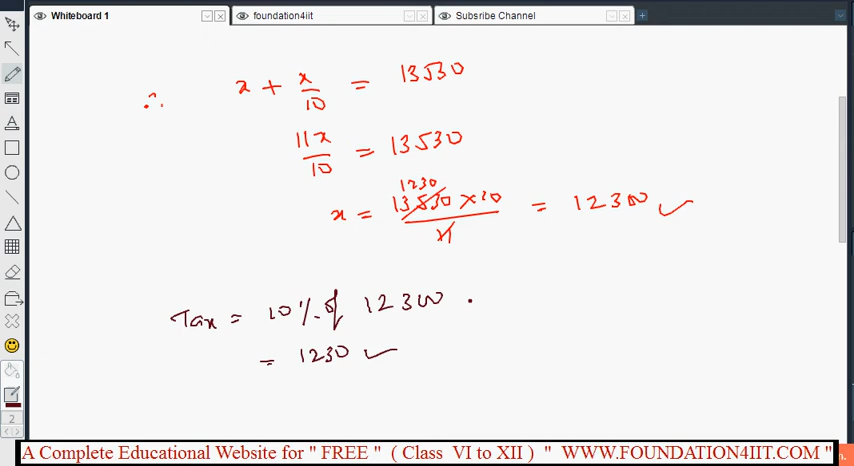 Whiteboard 1 foundation4iit Subsribe Channel
∴ x + x/10 = 13530
11x/10 = 13530
1230
x = 13530 × 10 / 11 = 12300 ✓
Tax = 10% of 12300.
= 1230 ✓
2
A Complete Educational Website for " FREE " ( Class VI to XII ) " WWW.FOUNDATION4IIT.COM "